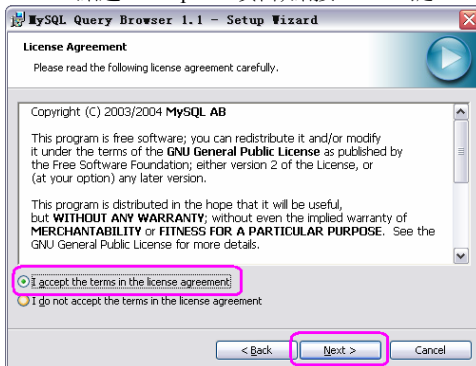 MySQL Query Browser 1.1 - Setup Wizard
License Agreement
Please read the following license agreement carefully.
Copyright (C) 2003/2004 MySQL AB
This program is free software; you can redistribute it and/or modify
it under the terms of the GNU General Public License as published by
the Free Software Foundation; either version 2 of the License, or
(at your option) any later version.
This program is distributed in the hope that it will be useful,
but WITHOUT ANY WARRANTY; without even the implied warranty of
MERCHANTABILITY or FITNESS FOR A PARTICULAR PURPOSE. See the
GNU General Public License for more details.
I accept the terms in the license agreement
I do not accept the terms in the license agreement
< Back Next > Cancel